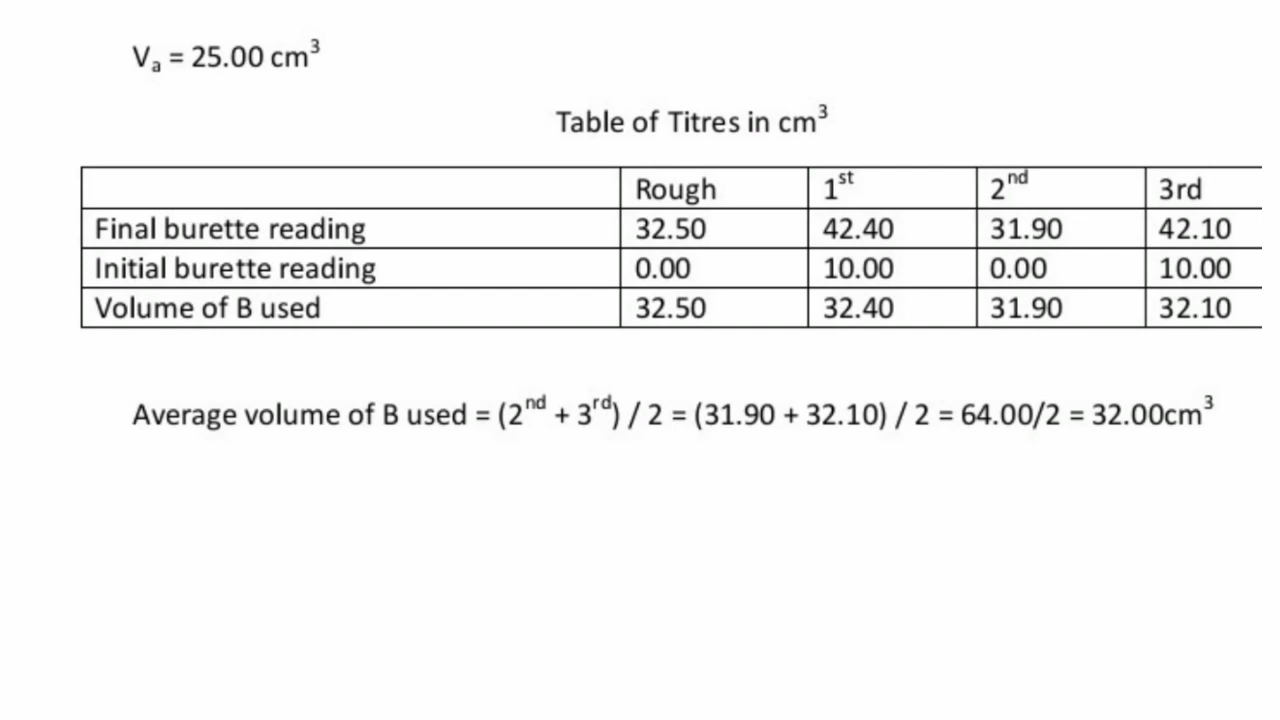 Vₐ = 25.00 cm³
Table of Titres in cm³
Rough 1ˢᵗ 2ⁿᵈ 3rd
Final burette reading 32.50 42.40 31.90 42.10
Initial burette reading 0.00 10.00 0.00 10.00
Volume of B used 32.50 32.40 31.90 32.10
Average volume of B used = (2ⁿᵈ + 3ʳᵈ) / 2 = (31.90 + 32.10) / 2 = 64.00/2 = 32.00cm³